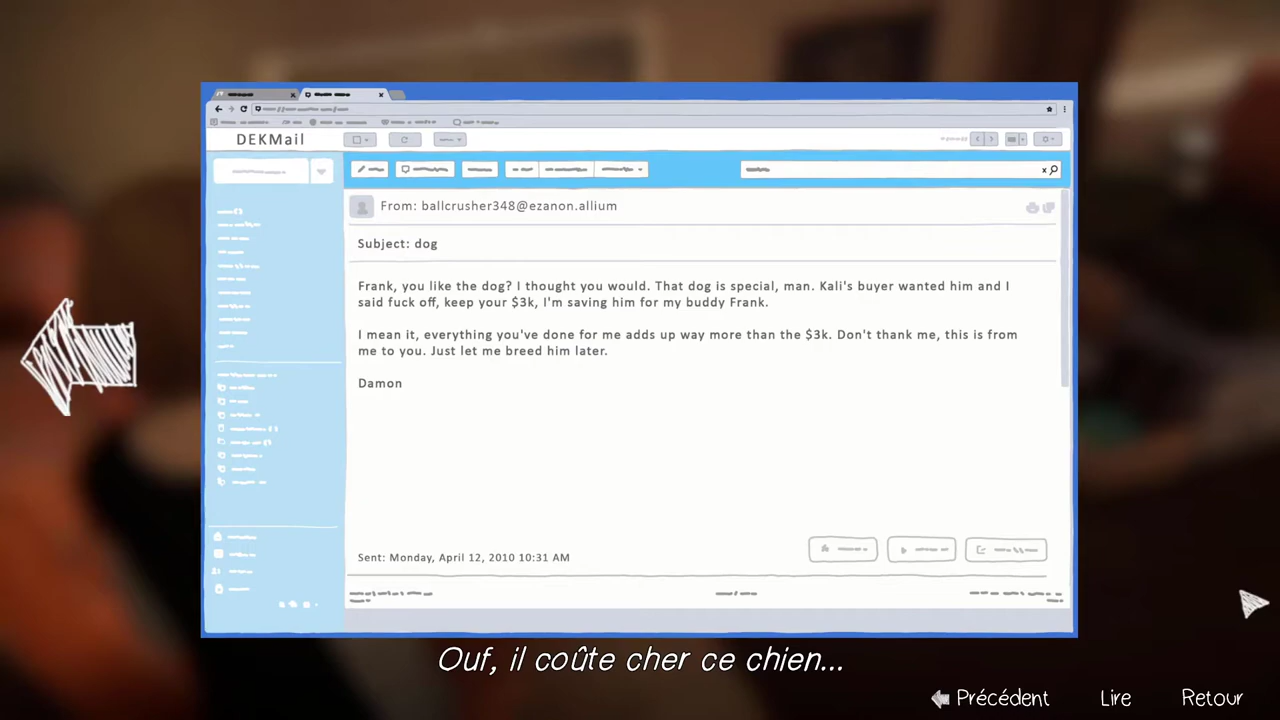 DEKMail
From: ballcrusher348@ezanon.allium
Subject: dog
Frank, you like the dog? I thought you would. That dog is special, man. Kali's buyer wanted him and I
said fuck off, keep your $3k, I'm saving him for my buddy Frank.
I mean it, everything you've done for me adds up way more than the $3k. Don't thank me, this is from
me to you. Just let me breed him later.
Damon
Sent: Monday, April 12, 2010 10:31 AM
Ouf, il coûte cher ce chien...
Précédent Lire Retour